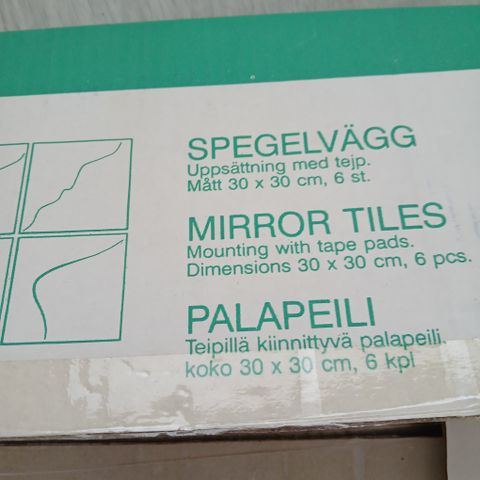 SPEGELVÄGG
Uppsättning med tejp.
Mått 30 x 30 cm, 6 st.
MIRROR TILES
Mounting with tape pads.
Dimensions 30 x 30 cm, 6 pcs.
PALAPEILI
Teipillä kiinnittyvä palapeili.
koko 30 x 30 cm, 6 kpl